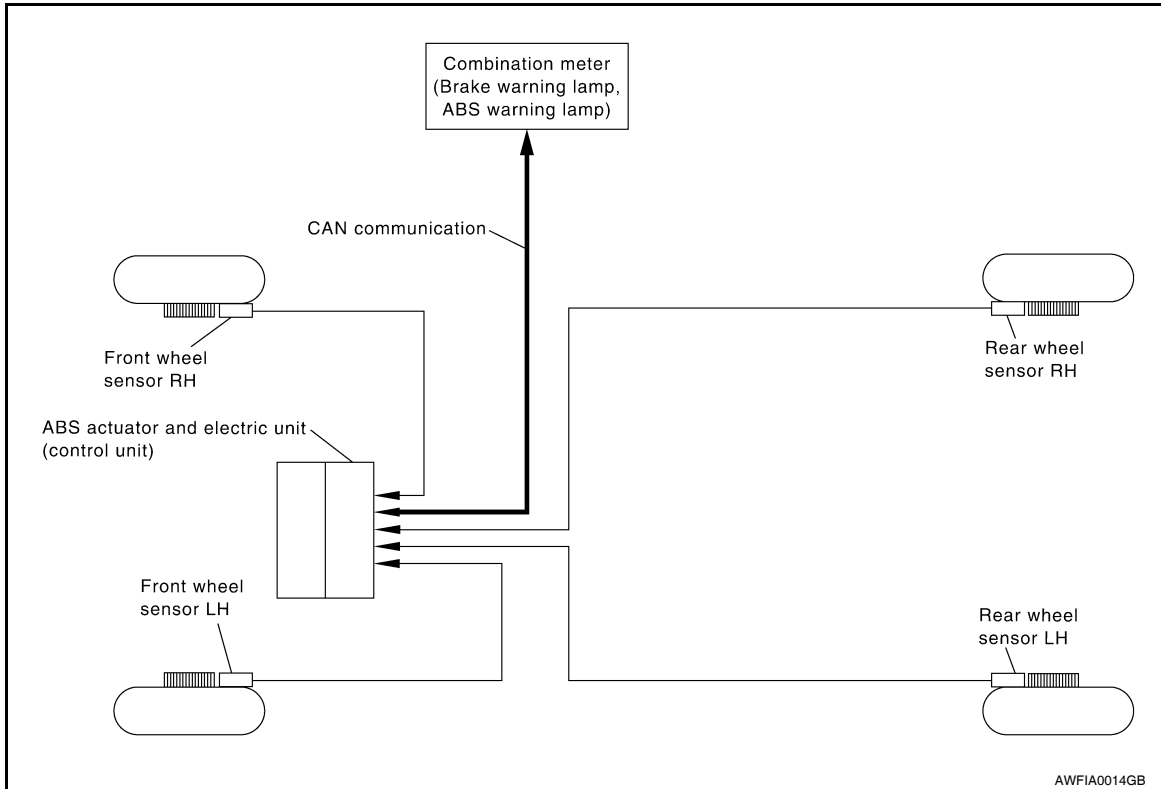 Combination meter
(Brake warning lamp,
ABS warning lamp)
CAN communication
Front wheel
sensor RH
Rear wheel
sensor RH
ABS actuator and electric unit
(control unit)
Front wheel
sensor LH
Rear wheel
sensor LH
AWFIA0014GB